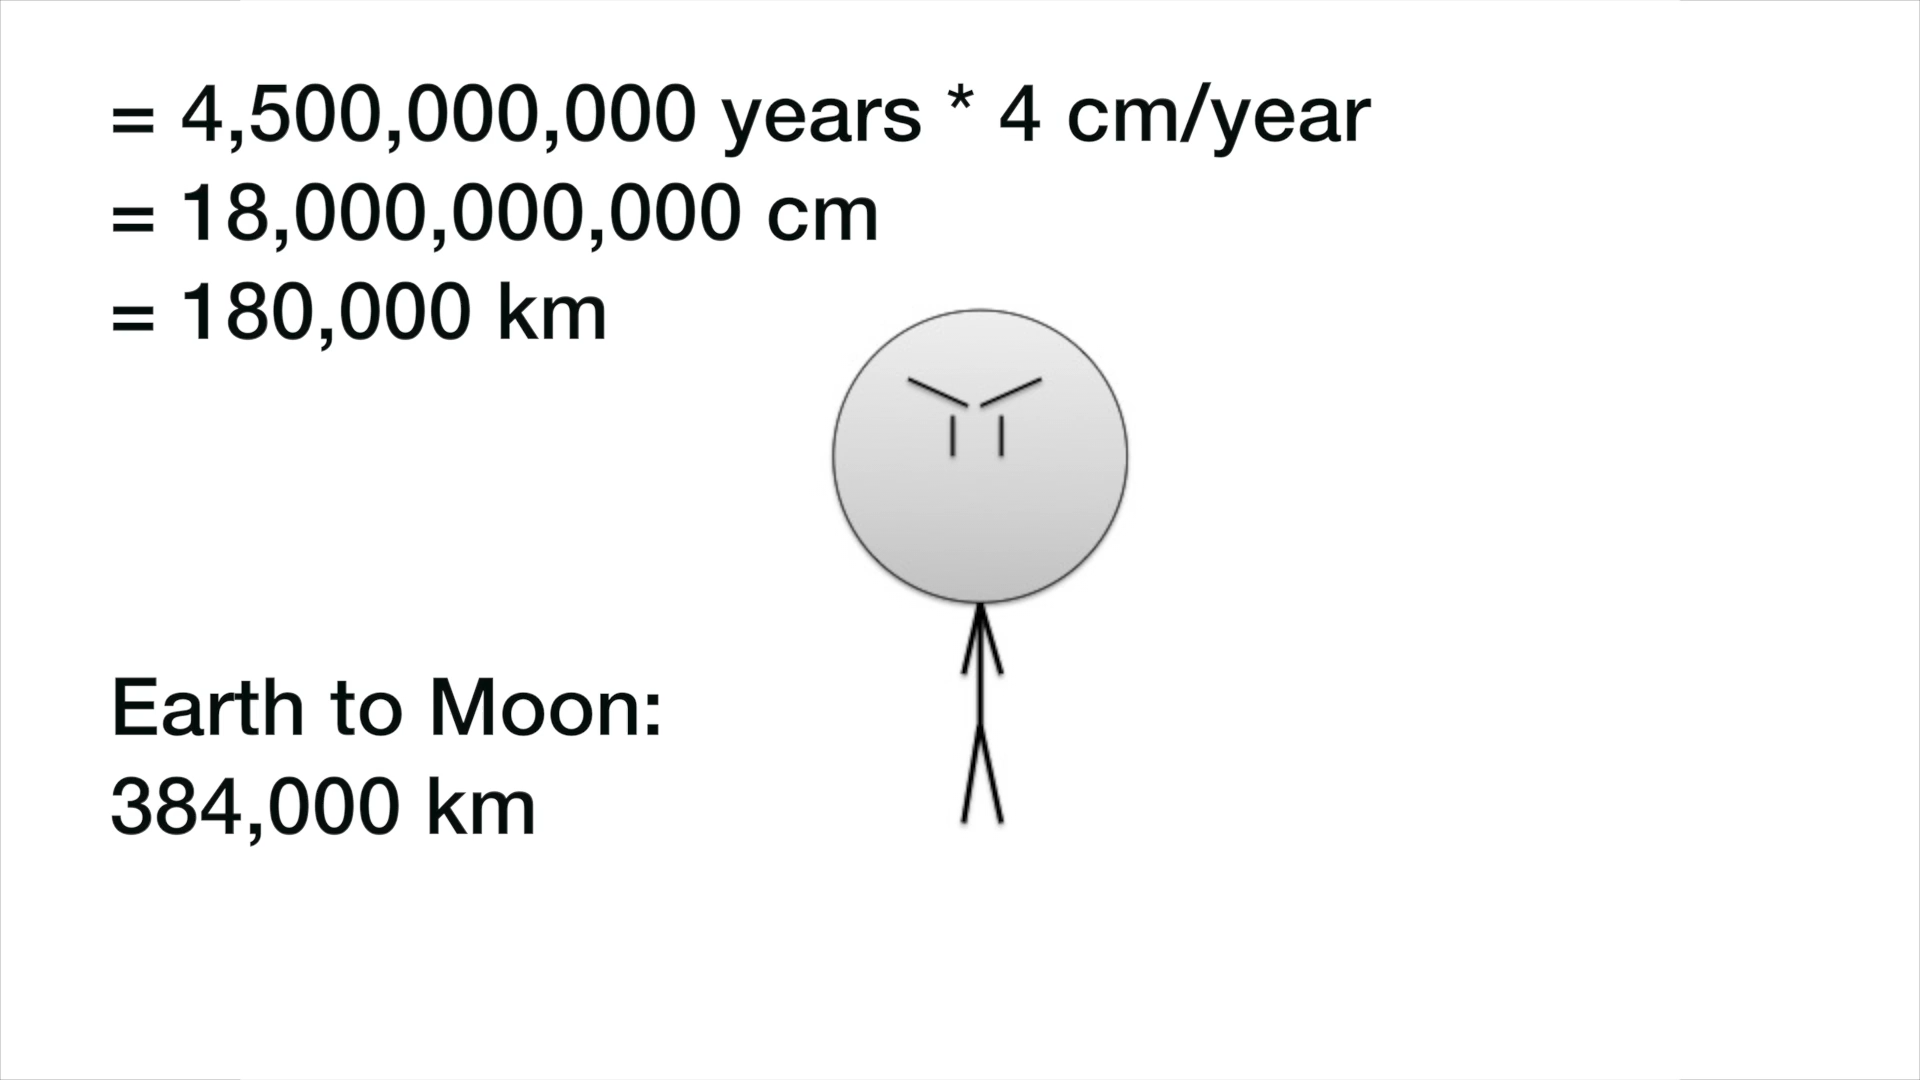 = 4,500,000,000 years * 4 cm/year
= 18,000,000,000 cm
= 180,000 km
Earth to Moon:
384,000 km